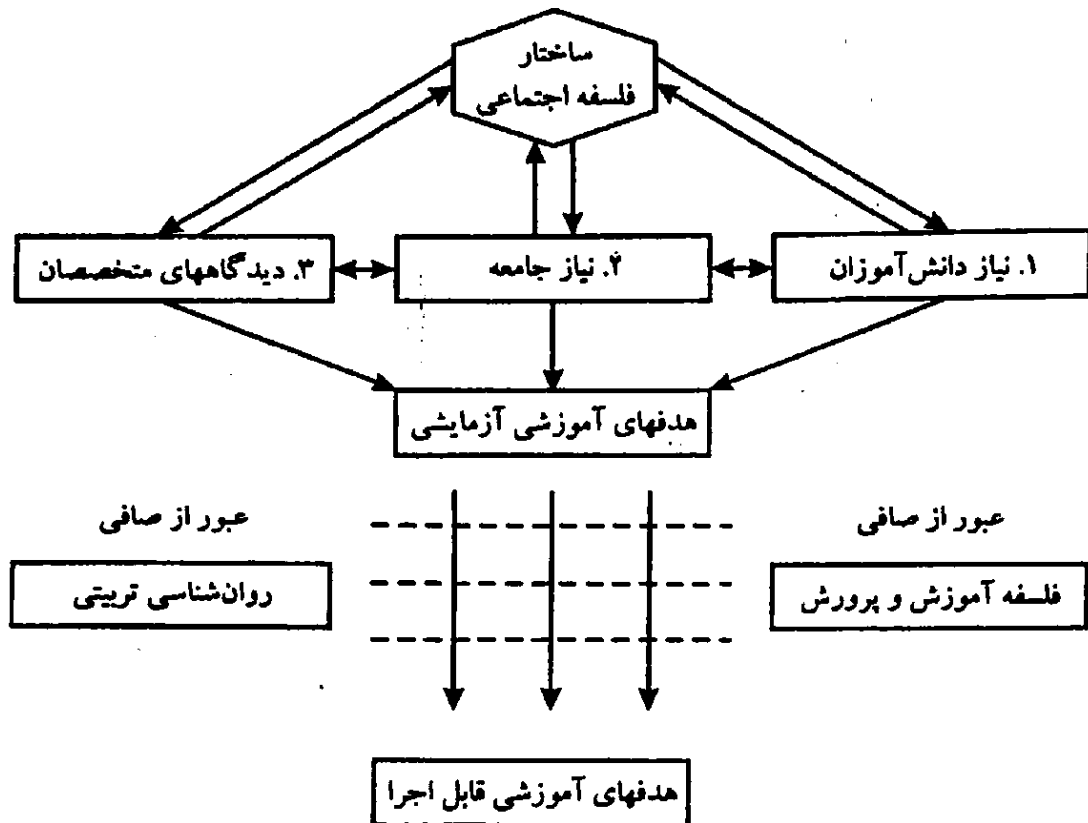 ساختار
فلسفه اجتماعی
۱. نیاز دانش‌آموزان
۲. نیاز جامعه
۳. دیدگاههای متخصصان
هدفهای آموزشی آزمایشی
عبور از صافی
عبور از صافی
فلسفه آموزش و پرورش
روان‌شناسی تربیتی
هدفهای آموزشی قابل اجرا